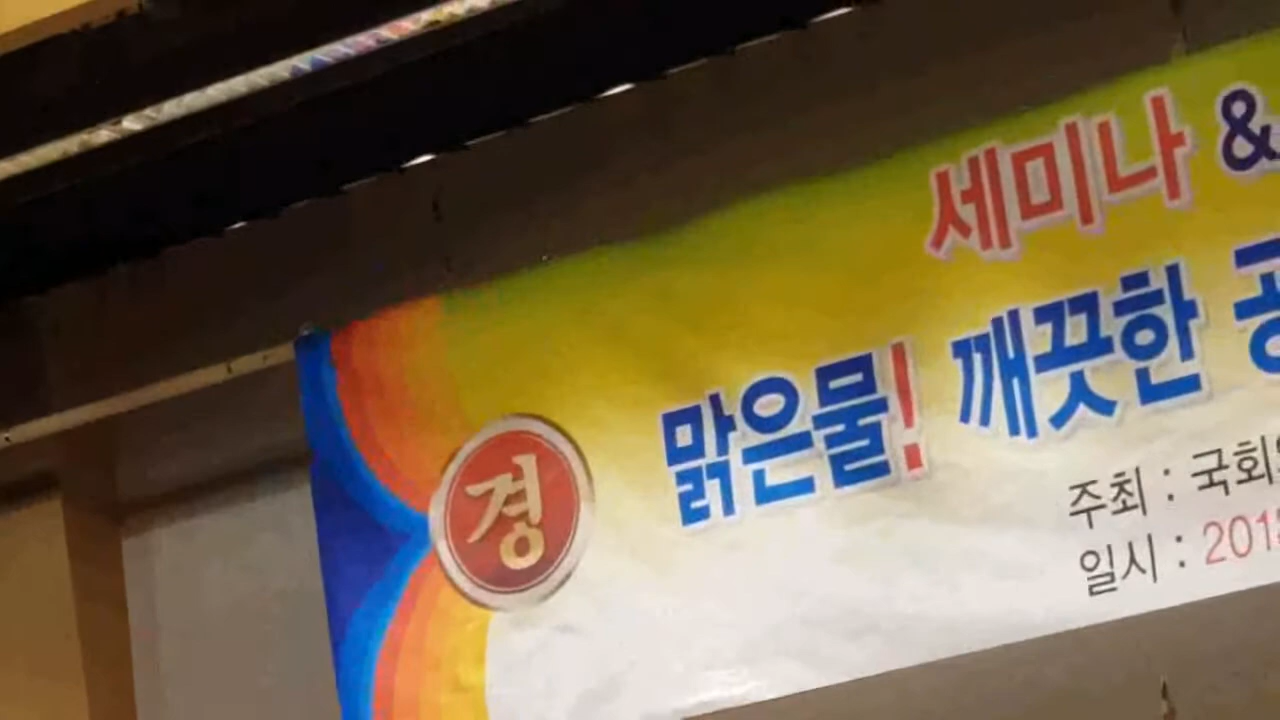 세미나 &
경
맑은물! 깨끗한
주최 : 국회
일시 : 201